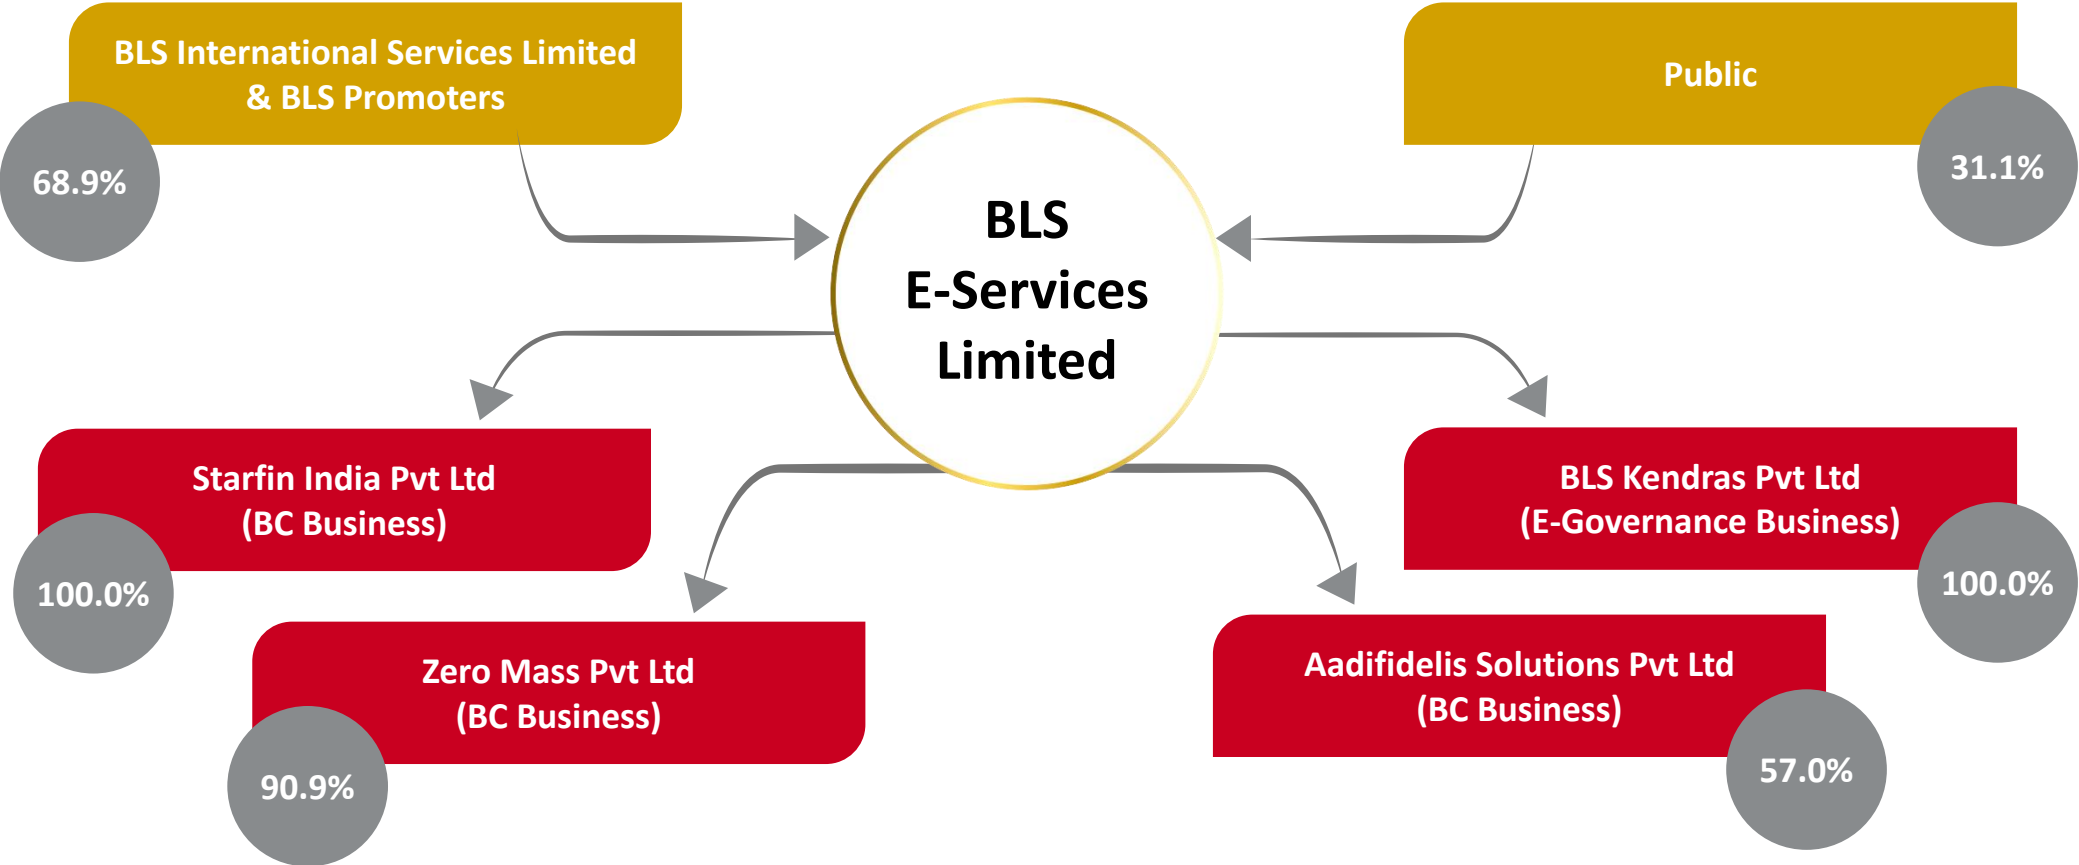 BLS International Services Limited
& BLS Promoters
68.9%
Public
31.1%
BLS
E-Services
Limited
Starfin India Pvt Ltd
(BC Business)
100.0%
BLS Kendras Pvt Ltd
(E-Governance Business)
100.0%
Zero Mass Pvt Ltd
(BC Business)
90.9%
Aadifidelis Solutions Pvt Ltd
(BC Business)
57.0%